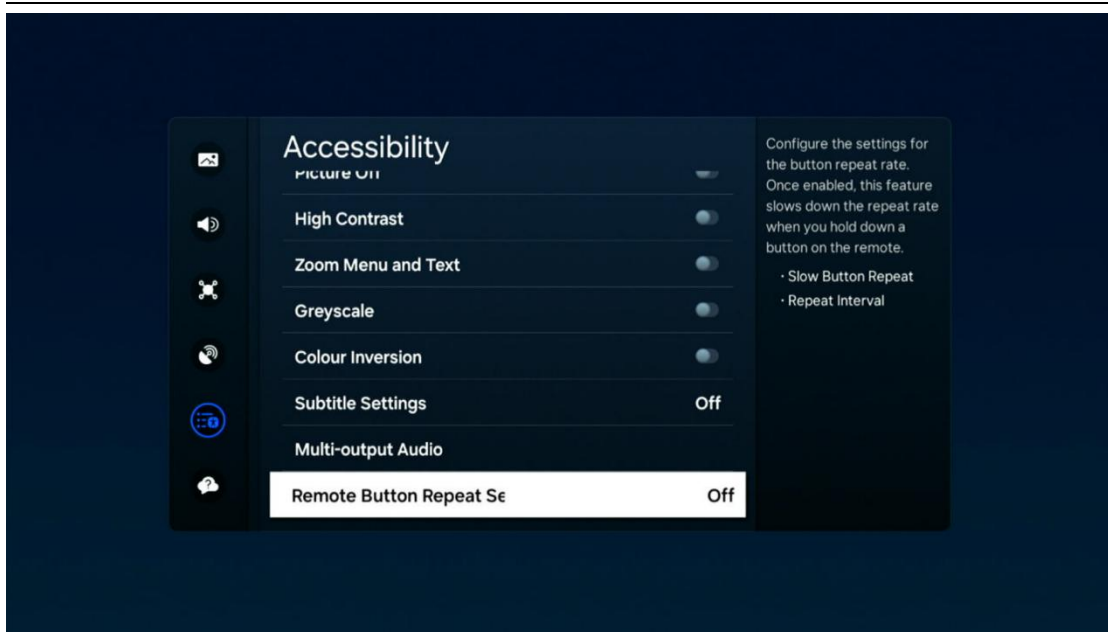 Accessibility
Picture Off
High Contrast
Zoom Menu and Text
Greyscale
Colour Inversion
Subtitle Settings Off
Multi-output Audio
Remote Button Repeat Se Off
Configure the settings for
the button repeat rate.
Once enabled, this feature
slows down the repeat rate
when you hold down a
button on the remote.
· Slow Button Repeat
· Repeat Interval